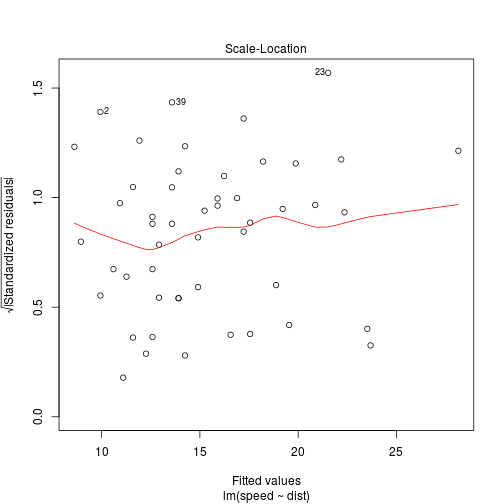 Scale-Location
√|Standardized residuals|
0.0
0.5
1.0
1.5
23
39
2
10
15
20
25
Fitted values
lm(speed ~ dist)